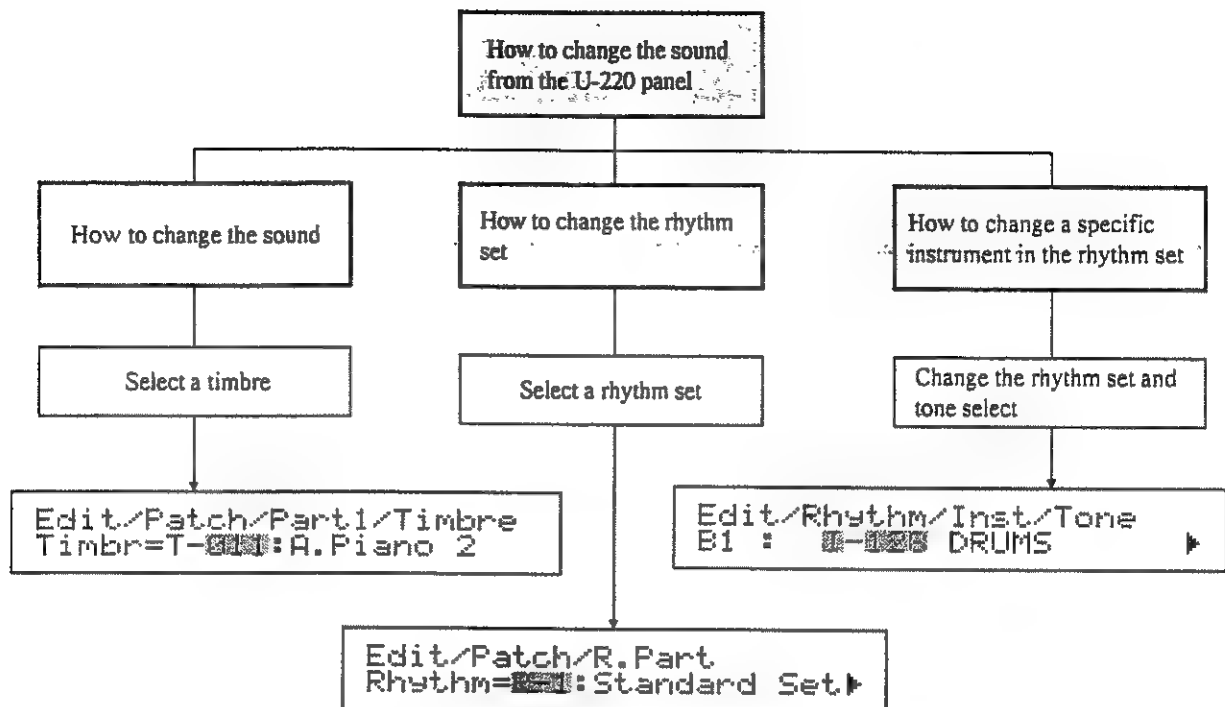 How to change the sound
from the U-220 panel
How to change the sound
How to change the rhythm
set
How to change a specific
instrument in the rhythm set
Select a timbre
Select a rhythm set
Change the rhythm set and
tone select
Edit/Patch/Part1/Timbre
Timbr=T-011:A.Piano 2
Edit/Rhythm/Inst/Tone
B1 : I-128 DRUMS
Edit/Patch/R.Part
Rhythm=R-1:Standard Set